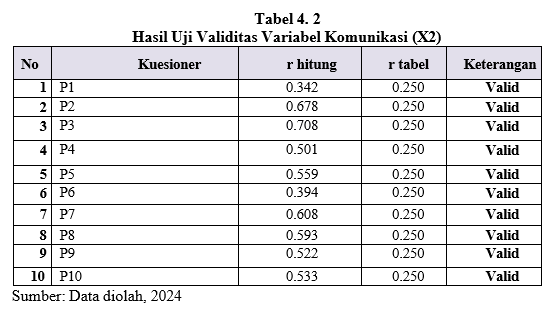 Tabel 4. 2
Hasil Uji Validitas Variabel Komunikasi (X2)
No Kuesioner r hitung r tabel Keterangan
1 P1 0.342 0.250 Valid
2 P2 0.678 0.250 Valid
3 P3 0.708 0.250 Valid
4 P4 0.501 0.250 Valid
5 P5 0.559 0.250 Valid
6 P6 0.394 0.250 Valid
7 P7 0.608 0.250 Valid
8 P8 0.593 0.250 Valid
9 P9 0.522 0.250 Valid
10 P10 0.533 0.250 Valid
Sumber: Data diolah, 2024